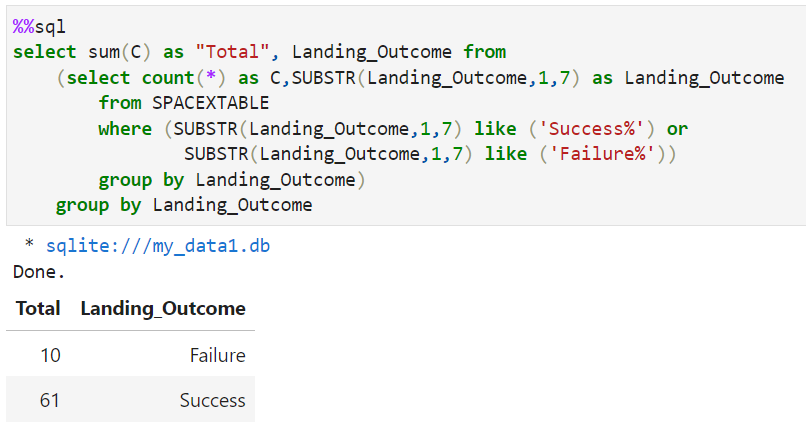 %%sql
select sum(C) as "Total", Landing_Outcome from
    (select count(*) as C,SUBSTR(Landing_Outcome,1,7) as Landing_Outcome
        from SPACEXTABLE
        where (SUBSTR(Landing_Outcome,1,7) like ('Success%') or
                SUBSTR(Landing_Outcome,1,7) like ('Failure%'))
        group by Landing_Outcome)
    group by Landing_Outcome
* sqlite:///my_data1.db
Done.
Total Landing_Outcome
10 Failure
61 Success